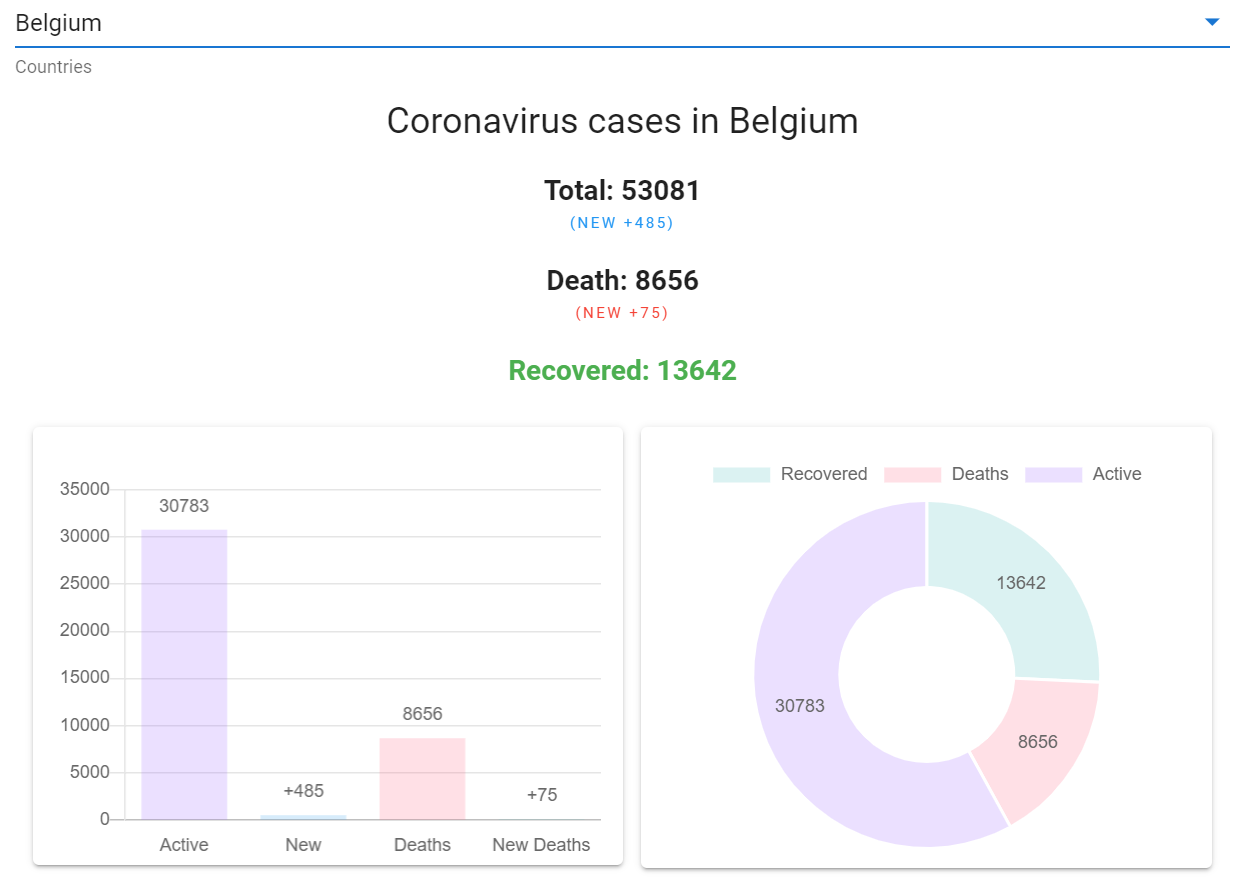 Belgium
Countries
Coronavirus cases in Belgium
Total: 53081
(NEW +485)
Death: 8656
(NEW +75)
Recovered: 13642
35000
30000
25000
20000
15000
10000
5000
0
30783
+485
8656
+75
Active New Deaths New Deaths
Recovered Deaths Active
13642
30783
8656